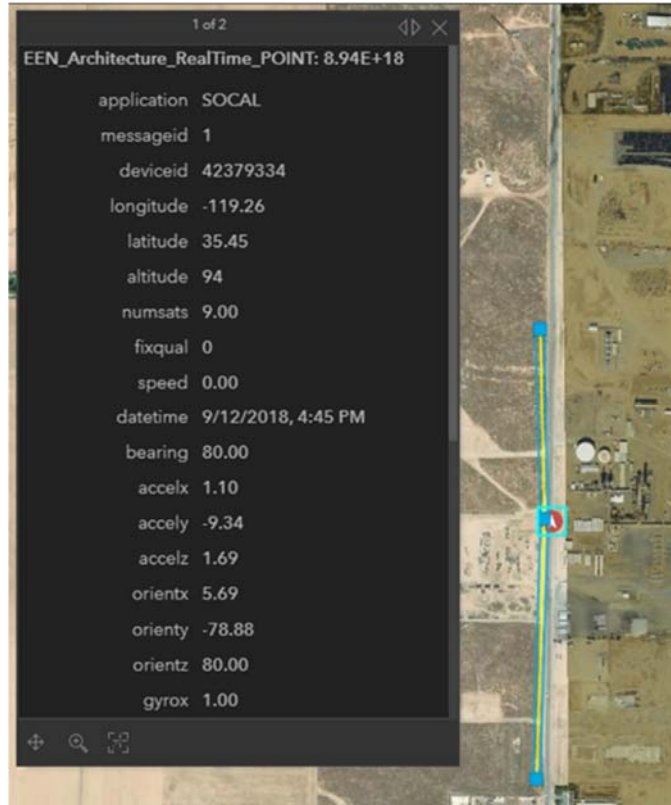 1 of 2
EEN_Architecture_RealTime_POINT: 8.94E+18
application SOCAL
messageid 1
deviceid 42379334
longitude -119.26
latitude 35.45
altitude 94
numsats 9.00
fixqual 0
speed 0.00
datetime 9/12/2018, 4:45 PM
bearing 80.00
accelx 1.10
accely -9.34
accelz 1.69
orientx 5.69
orienty -78.88
orientz 80.00
gyrox 1.00